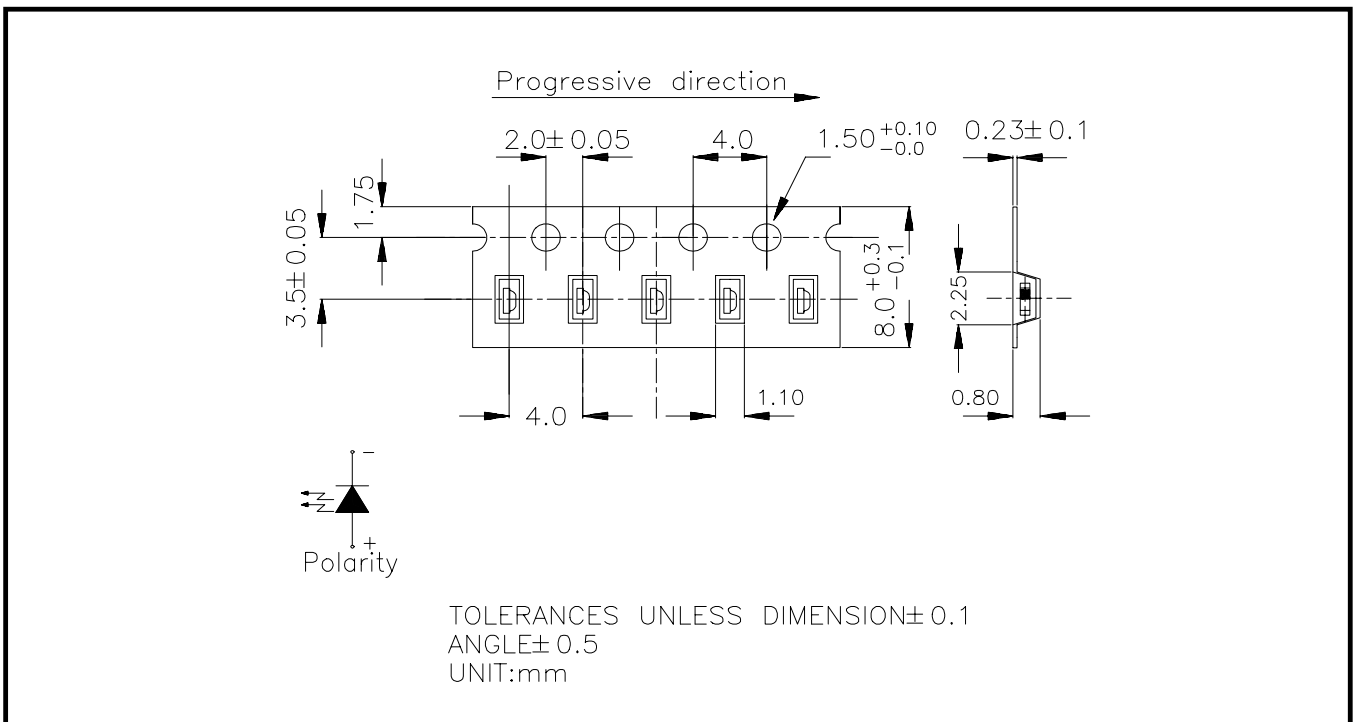 Progressive direction
2.0±0.05
4.0
1.50 +0.10 -0.0
0.23±0.1
1.75
3.5±0.05
8.0 +0.3 -0.1
2.25
4.0
1.10
0.80
-
+
Polarity
TOLERANCES UNLESS DIMENSION±0.1
ANGLE±0.5
UNIT:mm